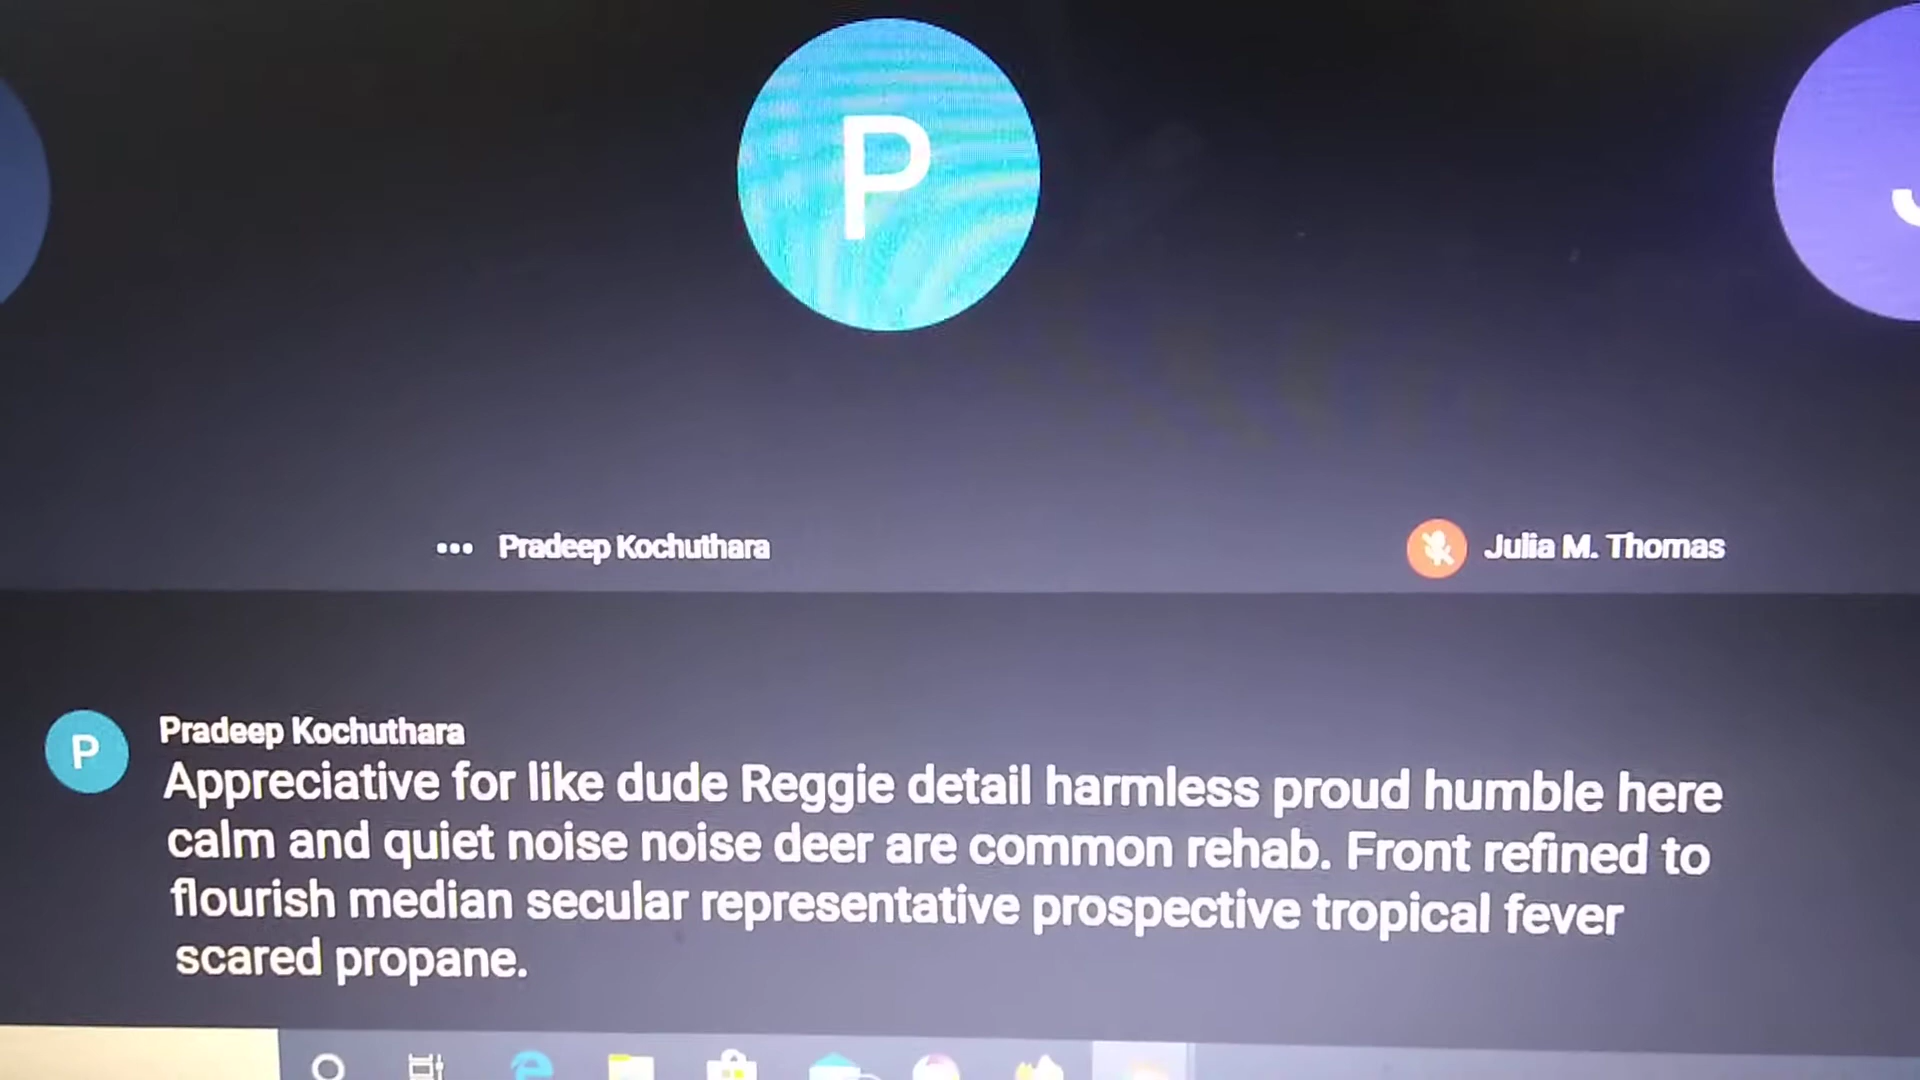 P
Pradeep Kochuthara
Julia M. Thomas
P
Pradeep Kochuthara
Appreciative for like dude Reggie detail harmless proud humble here
calm and quiet noise noise deer are common rehab. Front refined to
flourish median secular representative prospective tropical fever
scared propane.